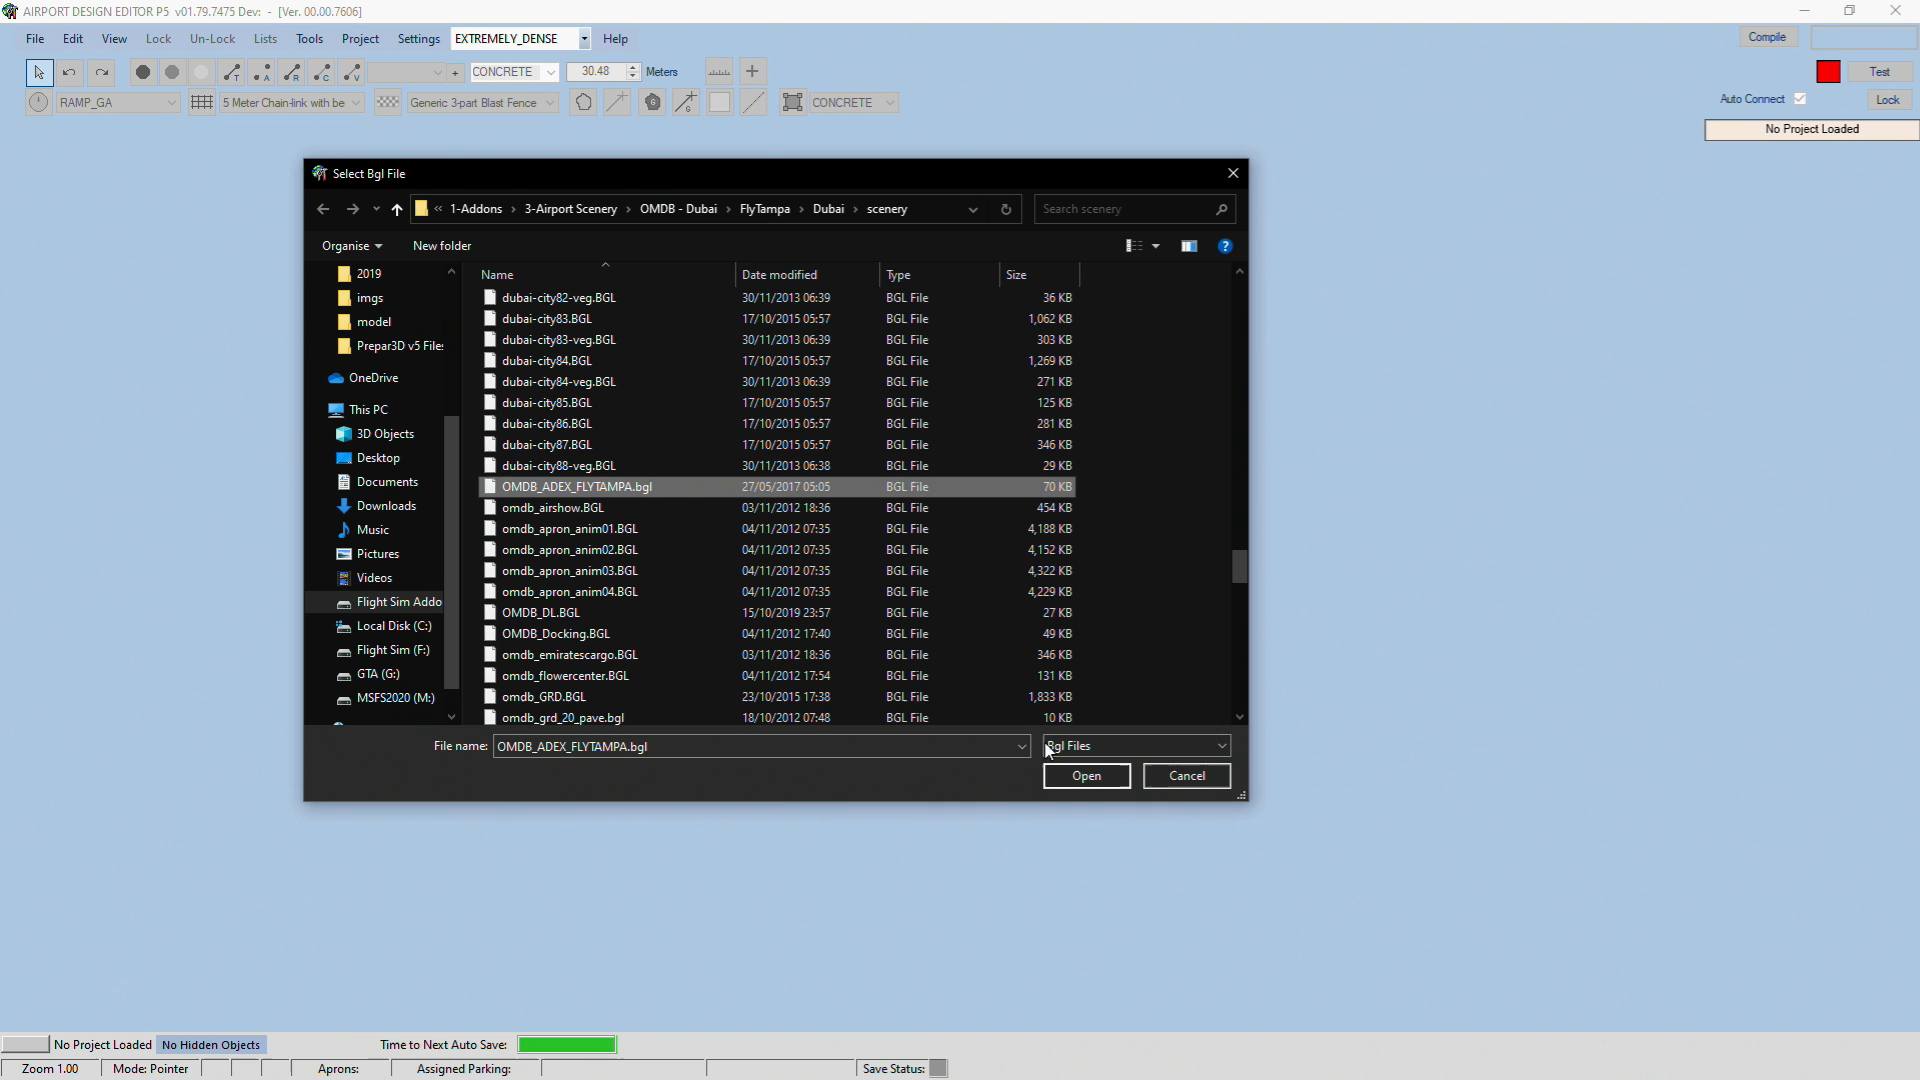 AIRPORT DESIGN EDITOR P5 v01.79.7475 Dev: - [Ver. 00.00.7606]
File Edit View Lock Un-Lock Lists Tools Project Settings EXTREMELY_DENSE Help Compile
T A R C V + CONCRETE 30.48 Meters Test
RAMP_GA 5 Meter Chain-link with be Generic 3-part Blast Fence G G CONCRETE Auto Connect Lock
No Project Loaded
Select Bgl File
« 1-Addons › 3-Airport Scenery › OMDB - Dubai › FlyTampa › Dubai › scenery Search scenery
Organise New folder ?
2019
imgs
model
Prepar3D v5 Files
OneDrive
This PC
3D Objects
Desktop
Documents
Downloads
Music
Pictures
Videos
Flight Sim Addo
Local Disk (C:)
Flight Sim (F:)
GTA (G:)
MSFS2020 (M:)
Name Date modified Type Size
dubai-city82-veg.BGL 30/11/2013 06:39 BGL File 36 KB
dubai-city83.BGL 17/10/2015 05:57 BGL File 1,062 KB
dubai-city83-veg.BGL 30/11/2013 06:39 BGL File 303 KB
dubai-city84.BGL 17/10/2015 05:57 BGL File 1,269 KB
dubai-city84-veg.BGL 30/11/2013 06:39 BGL File 271 KB
dubai-city85.BGL 17/10/2015 05:57 BGL File 125 KB
dubai-city86.BGL 17/10/2015 05:57 BGL File 281 KB
dubai-city87.BGL 17/10/2015 05:57 BGL File 346 KB
dubai-city88-veg.BGL 30/11/2013 06:38 BGL File 29 KB
OMDB_ADEX_FLYTAMPA.bgl 27/05/2017 05:05 BGL File 70 KB
omdb_airshow.BGL 03/11/2012 18:36 BGL File 454 KB
omdb_apron_anim01.BGL 04/11/2012 07:35 BGL File 4,188 KB
omdb_apron_anim02.BGL 04/11/2012 07:35 BGL File 4,152 KB
omdb_apron_anim03.BGL 04/11/2012 07:35 BGL File 4,322 KB
omdb_apron_anim04.BGL 04/11/2012 07:35 BGL File 4,229 KB
OMDB_DL.BGL 15/10/2019 23:57 BGL File 27 KB
OMDB_Docking.BGL 04/11/2012 17:40 BGL File 49 KB
omdb_emiratescargo.BGL 03/11/2012 18:36 BGL File 346 KB
omdb_flowercenter.BGL 04/11/2012 17:54 BGL File 131 KB
omdb_GRD.BGL 23/10/2015 17:38 BGL File 1,833 KB
omdb_grd_20_pave.bgl 18/10/2012 07:48 BGL File 10 KB
File name: OMDB_ADEX_FLYTAMPA.bgl Bgl Files
Open Cancel
No Project Loaded No Hidden Objects Time to Next Auto Save:
Zoom 1.00 Mode: Pointer Aprons: Assigned Parking: Save Status: